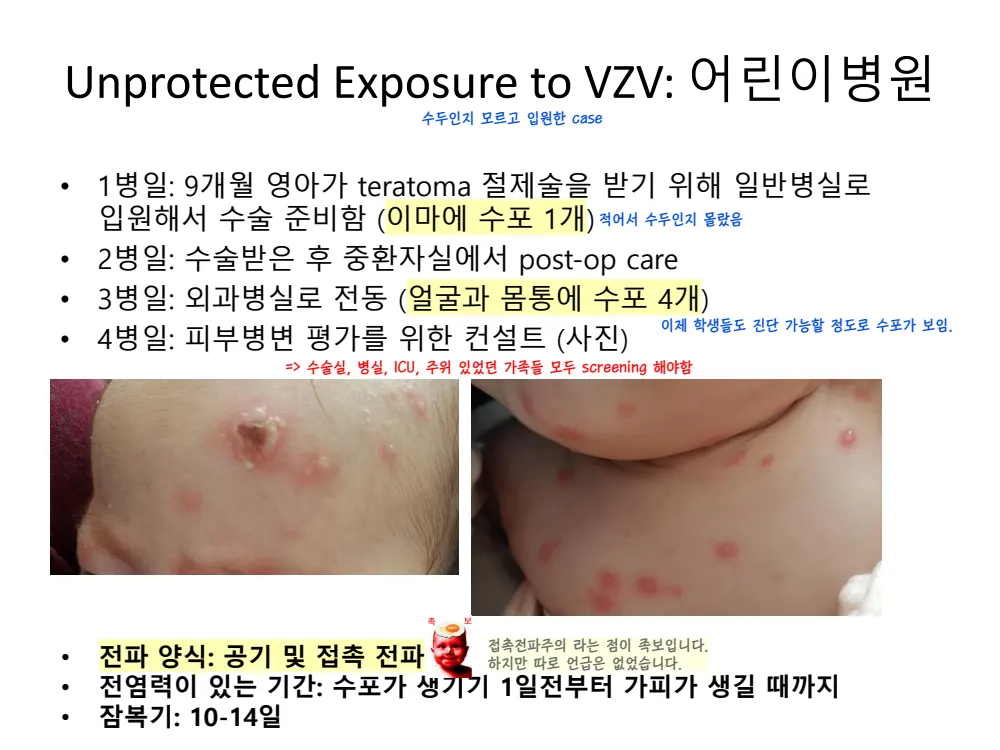 Unprotected Exposure to VZV: 어린이병원
수두인지 모르고 입원한 case
• 1병일: 9개월 영아가 teratoma 절제술을 받기 위해 일반병실로
입원해서 수술 준비함 (이마에 수포 1개) 적어서 수두인지 몰랐음
• 2병일: 수술받은 후 중환자실에서 post-op care
• 3병일: 외과병실로 전동 (얼굴과 몸통에 수포 4개)
이제 학생들도 진단 가능할 정도로 수포가 보임.
• 4병일: 피부병변 평가를 위한 컨설트 (사진)
=> 수술실, 병실, ICU, 주위 있었던 가족들 모두 screening 해야함
족 보
• 전파 양식: 공기 및 접촉 전파
접촉전파주의 라는 점이 족보입니다.
하지만 따로 언급은 없었습니다.
• 전염력이 있는 기간: 수포가 생기기 1일전부터 가피가 생길 때까지
• 잠복기: 10-14일